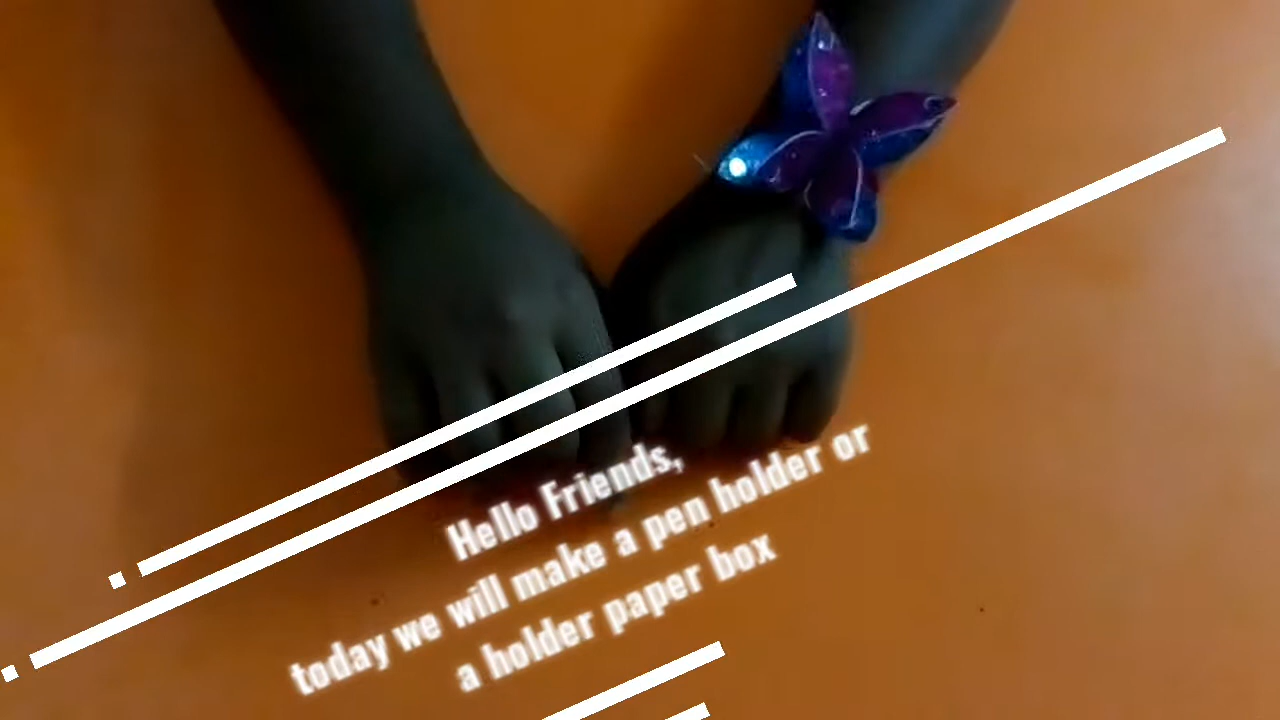 Hello Friends,
today we will make a pen holder or
a holder paper box